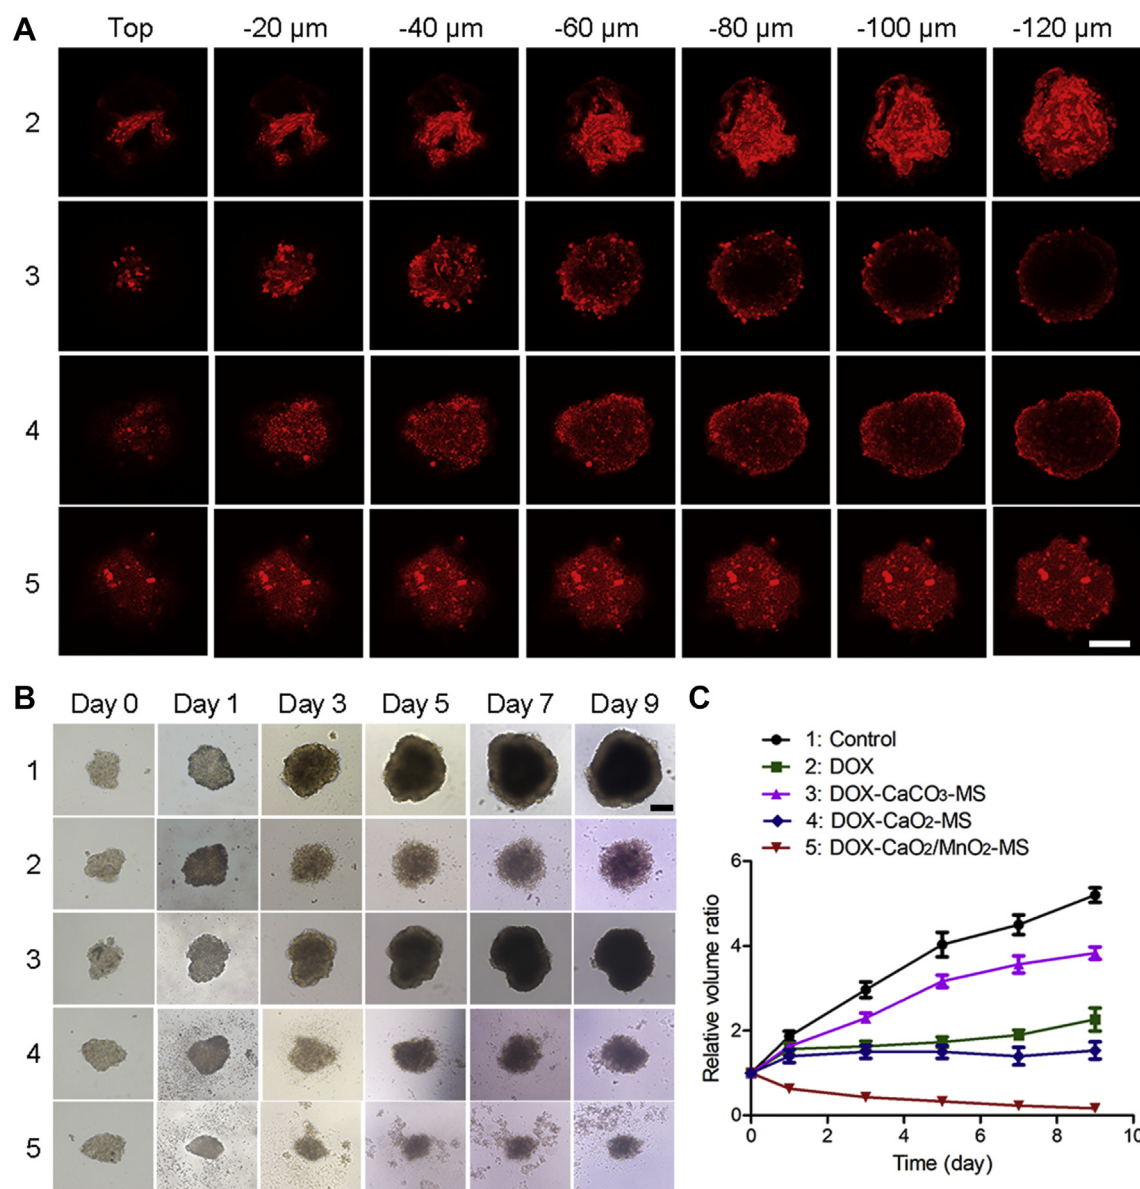 A
Top -20 µm -40 µm -60 µm -80 µm -100 µm -120 µm
2
3
4
5
B
Day 0 Day 1 Day 3 Day 5 Day 7 Day 9
1
2
3
4
5
C
1: Control
2: DOX
3: DOX-CaCO₃-MS
4: DOX-CaO₂-MS
5: DOX-CaO₂/MnO₂-MS
Relative volume ratio
6
4
2
0
0 2 4 6 8 10
Time (day)